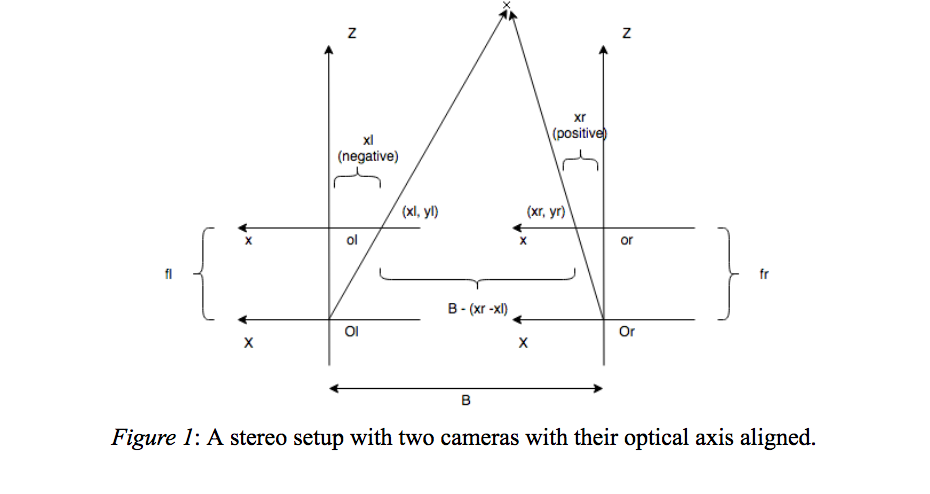 x
Z
Z
xr
(positive)
xl
(negative)
(xl, yl)
(xr, yr)
x
ol
x
or
fl
fr
B - (xr -xl)
Ol
Or
X
X
B
Figure 1: A stereo setup with two cameras with their optical axis aligned.